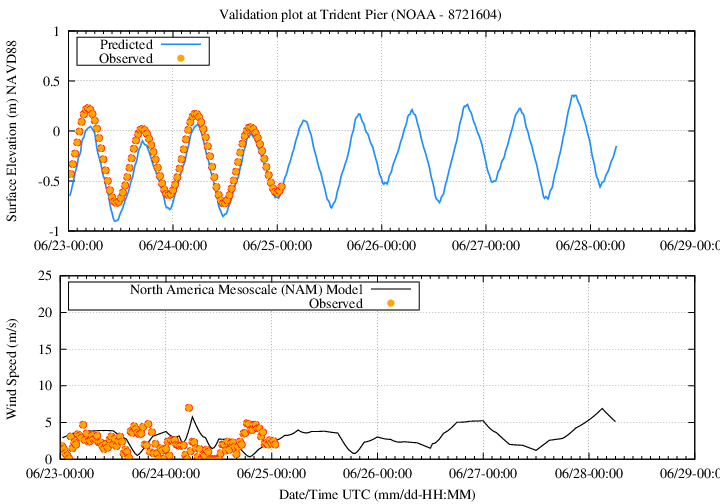 Validation plot at Trident Pier (NOAA - 8721604)
Surface Elevation (m) NAVD88
1
0.5
0
-0.5
-1
Predicted
Observed
06/23-00:00 06/24-00:00 06/25-00:00 06/26-00:00 06/27-00:00 06/28-00:00 06/29-00:0
Wind Speed (m/s)
25
20
15
10
5
0
North America Mesoscale (NAM) Model
Observed
06/23-00:00 06/24-00:00 06/25-00:00 06/26-00:00 06/27-00:00 06/28-00:00 06/29-00:0
Date/Time UTC (mm/dd-HH:MM)